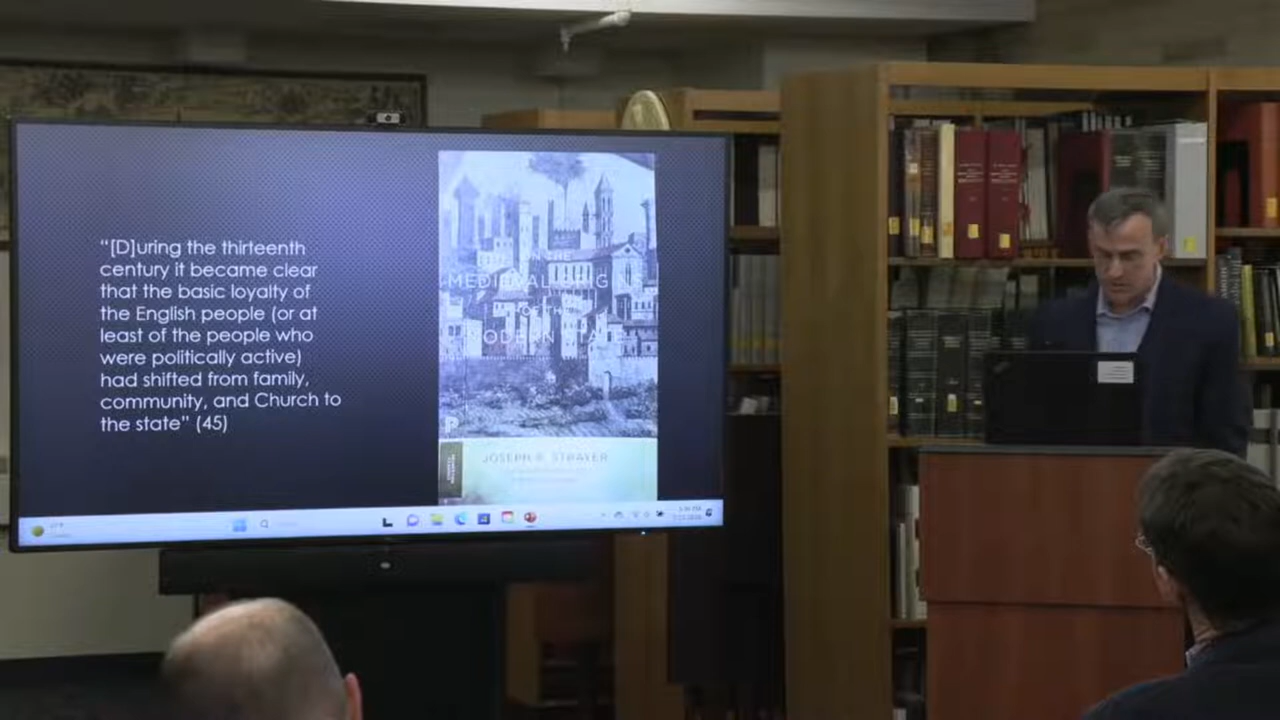 “[D]uring the thirteenth
century it became clear
that the basic loyalty of
the English people (or at
least of the people who
were politically active)
had shifted from family,
community, and Church to
the state” (45)
ON THE
MEDIEVAL ORIGINS
OF THE
MODERN STATE
JOSEPH R. STRAYER